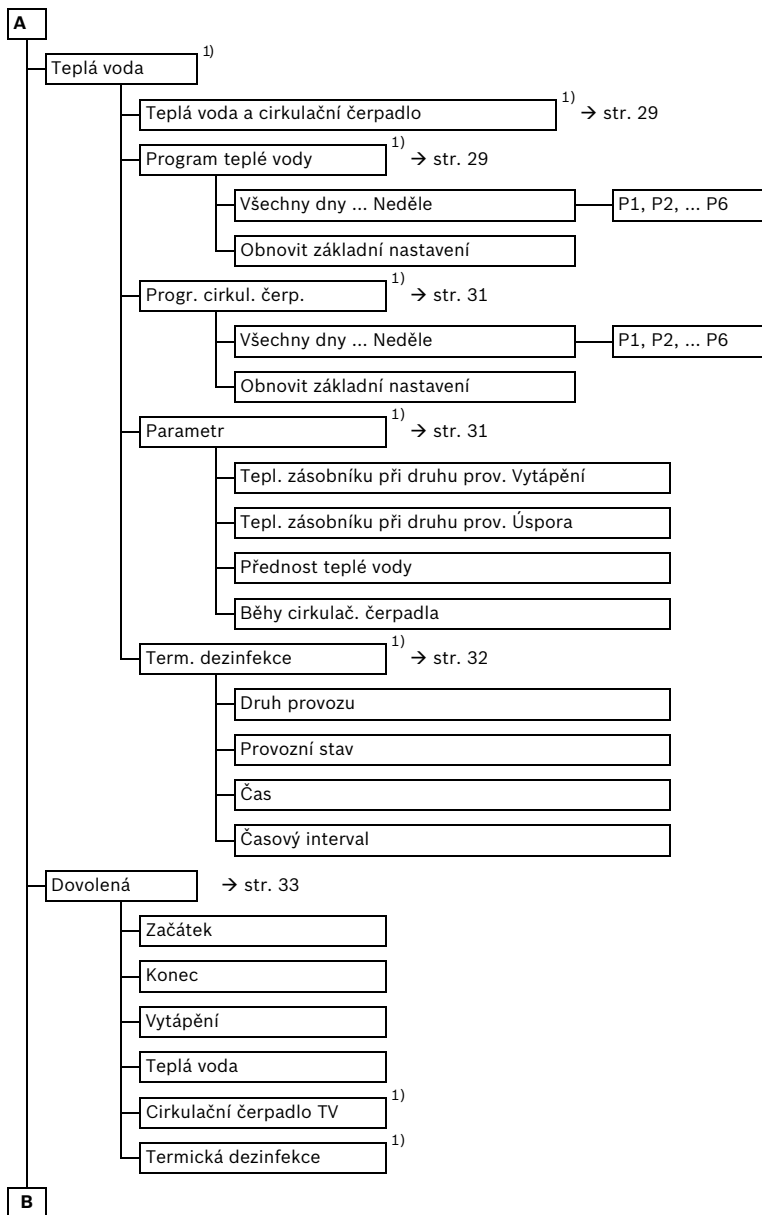 A
Teplá voda 1)
Teplá voda a cirkulační čerpadlo 1) → str. 29
Program teplé vody 1) → str. 29
Všechny dny ... Neděle P1, P2, ... P6
Obnovit základní nastavení
Progr. cirkul. čerp. 1) → str. 31
Všechny dny ... Neděle P1, P2, ... P6
Obnovit základní nastavení
Parametr 1) → str. 31
Tepl. zásobníku při druhu prov. Vytápění
Tepl. zásobníku při druhu prov. Úspora
Přednost teplé vody
Běhy cirkulač. čerpadla
Term. dezinfekce 1) → str. 32
Druh provozu
Provozní stav
Čas
Časový interval
Dovolená → str. 33
Začátek
Konec
Vytápění
Teplá voda
Cirkulační čerpadlo TV 1)
Termická dezinfekce 1)
B